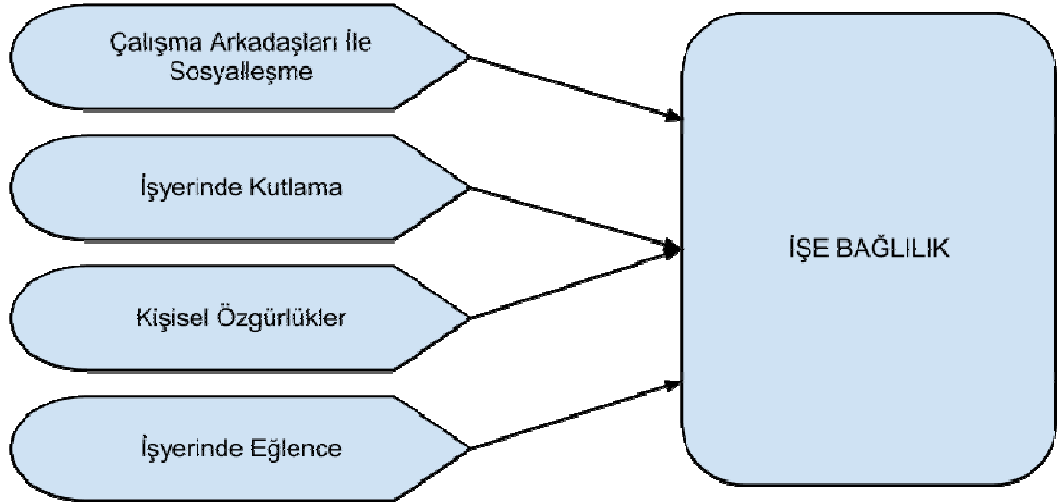 Çalışma Arkadaşları İle
Sosyalleşme
İşyerinde Kutlama
Kişisel Özgürlükler
İşyerinde Eğlence
İŞE BAĞLILIK